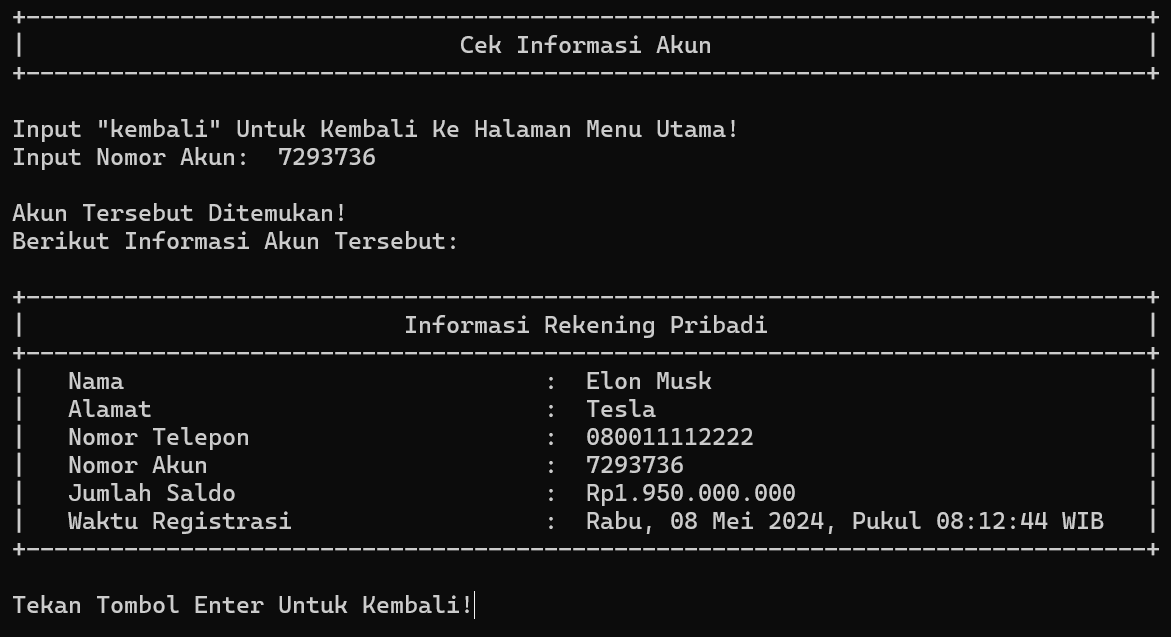 Cek Informasi Akun
Input "kembali" Untuk Kembali Ke Halaman Menu Utama!
Input Nomor Akun:  7293736
Akun Tersebut Ditemukan!
Berikut Informasi Akun Tersebut:
Informasi Rekening Pribadi
Nama : Elon Musk
Alamat : Tesla
Nomor Telepon : 080011112222
Nomor Akun : 7293736
Jumlah Saldo : Rp1.950.000.000
Waktu Registrasi : Rabu, 08 Mei 2024, Pukul 08:12:44 WIB
Tekan Tombol Enter Untuk Kembali!